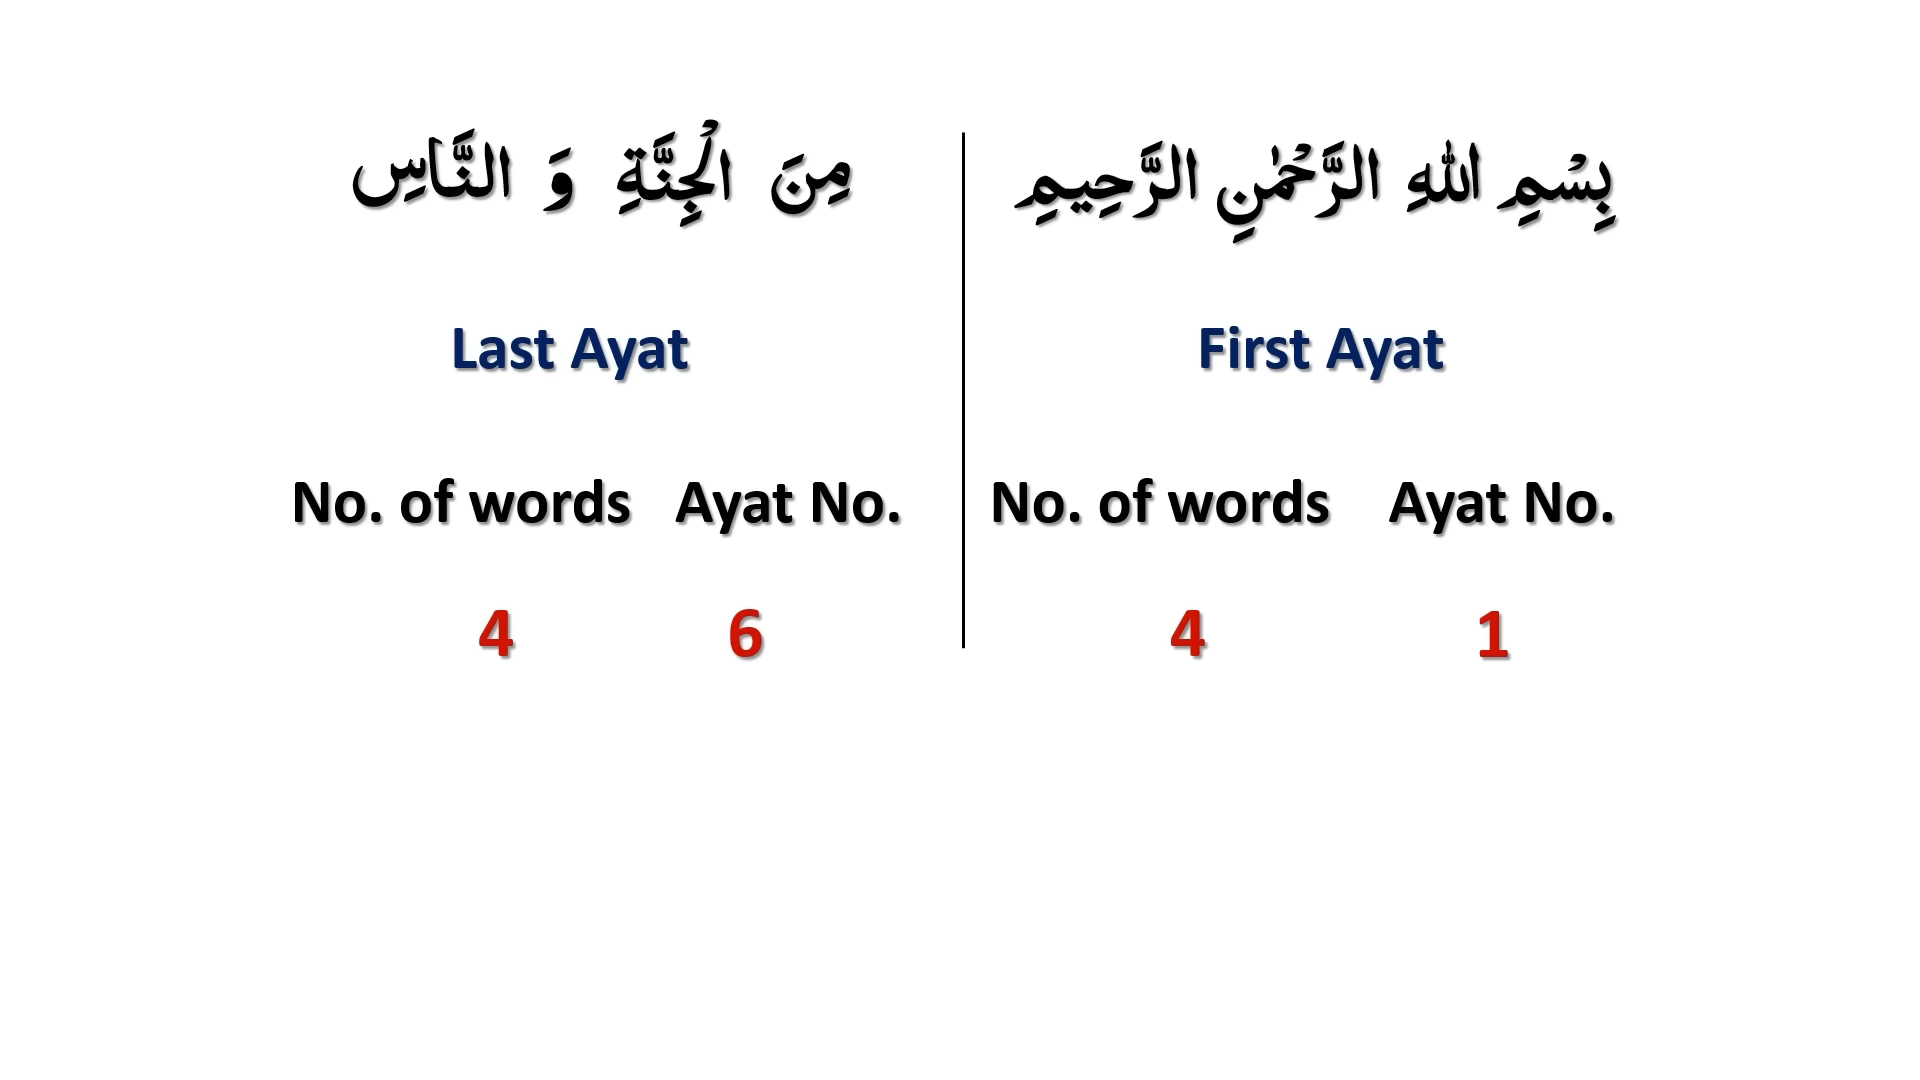 بِسْمِ اللهِ الرَّحْمٰنِ الرَّحِيمِ
First Ayat
No. of words Ayat No.
4 1
مِنَ الْجِنَّةِ وَ النَّاسِ
Last Ayat
No. of words Ayat No.
4 6